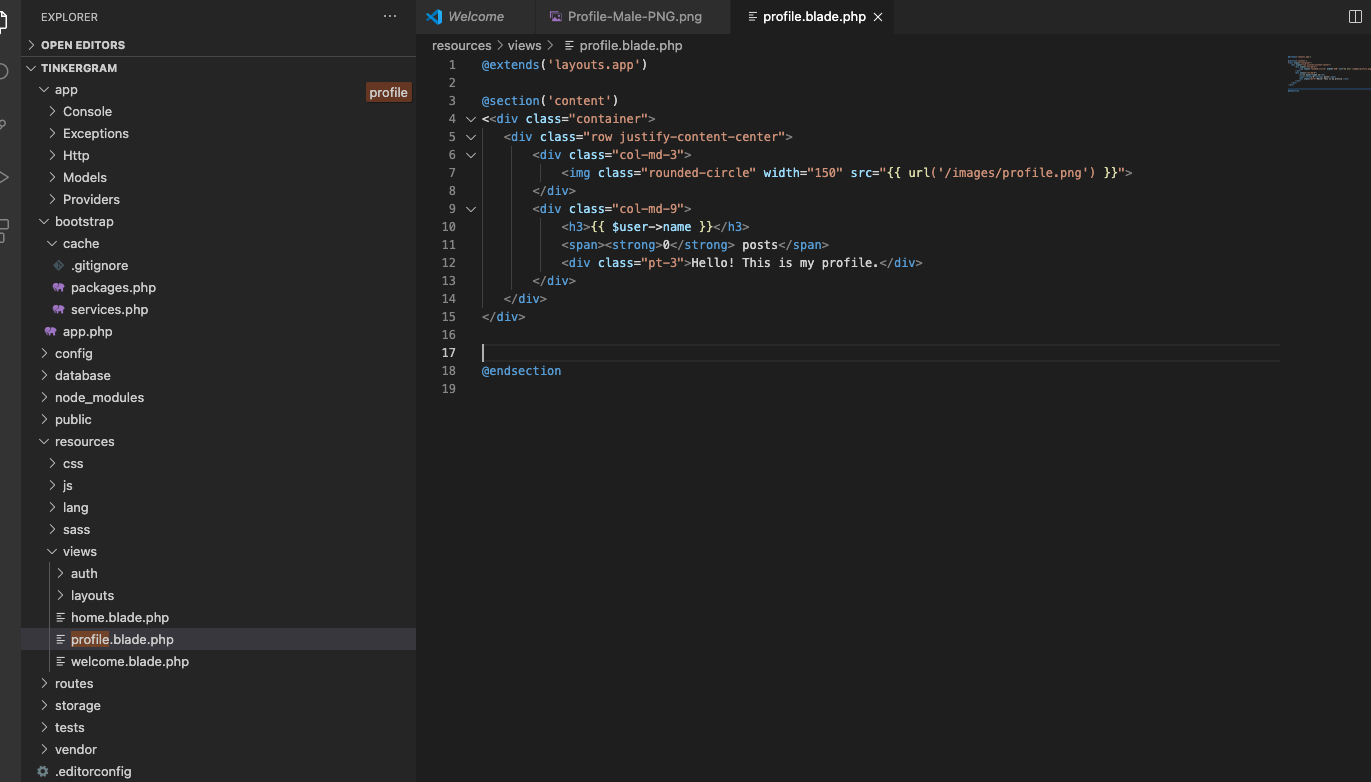 EXPLORER
OPEN EDITORS
TINKERGRAM
profile
app
Console
Exceptions
Http
Models
Providers
bootstrap
cache
.gitignore
packages.php
services.php
app.php
config
database
node_modules
public
resources
css
js
lang
sass
views
auth
layouts
home.blade.php
profile.blade.php
welcome.blade.php
routes
storage
tests
vendor
.editorconfig
Welcome Profile-Male-PNG.png profile.blade.php
resources > views > profile.blade.php
1 @extends('layouts.app')
2
3 @section('content')
4 <<div class="container">
5 <div class="row justify-content-center">
6 <div class="col-md-3">
7 <img class="rounded-circle" width="150" src="{{ url('/images/profile.png') }}">
8 </div>
9 <div class="col-md-9">
10 <h3>{{ $user->name }}</h3>
11 <span><strong>0</strong> posts</span>
12 <div class="pt-3">Hello! This is my profile.</div>
13 </div>
14 </div>
15 </div>
16
17
18 @endsection
19